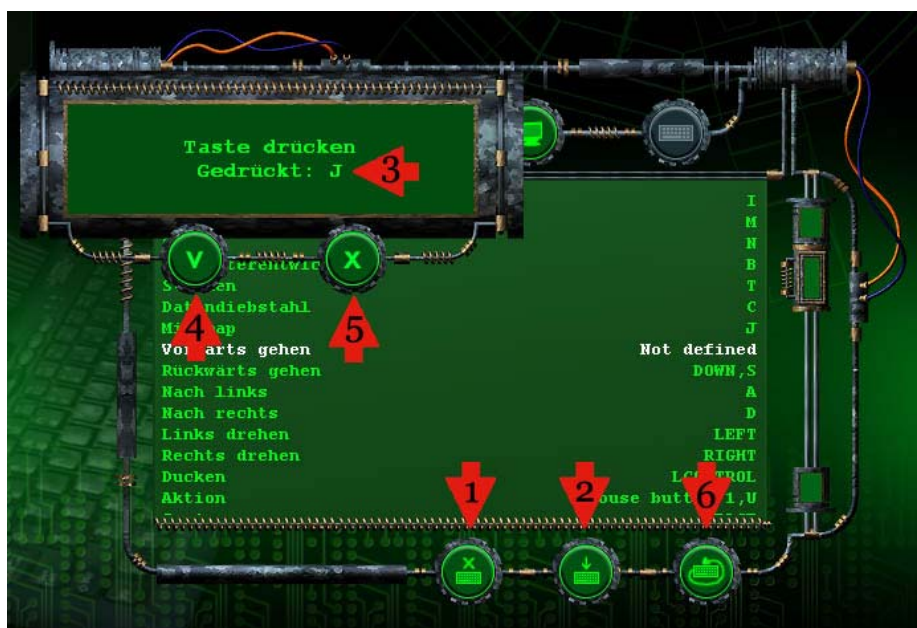 Taste drücken
Gedrückt: J
3
I
M
N
V
X
B
T
Datendiebstahl C
4
5
J
Vorwärts gehen Not defined
Rückwärts gehen DOWN,S
Nach links A
Nach rechts D
Links drehen LEFT
Rechts drehen RIGHT
Ducken
1
2
6
Aktion